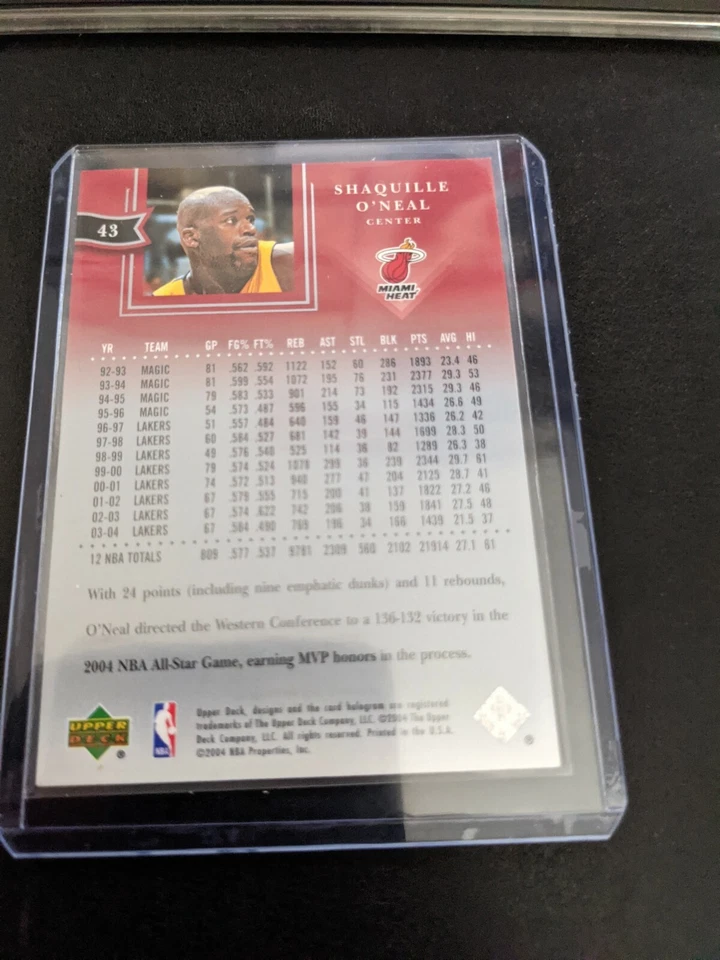 43
SHAQUILLE
O'NEAL
CENTER
MIAMI
HEAT
YR TEAM GP FG% FT% REB AST STL BLK PTS AVG HI
92-93 MAGIC 81 .562 .592 1122 152 60 286 1893 23.4 46
93-94 MAGIC 81 .599 .554 1072 195 76 231 2377 29.3 53
94-95 MAGIC 79 .583 .533 901 214 73 192 2315 29.3 46
95-96 MAGIC 54 .573 .487 596 155 34 115 1434 26.6 49
96-97 LAKERS 51 .557 .484 640 159 46 147 1336 26.2 42
97-98 LAKERS 60 .584 .527 681 142 39 144 1699 28.3 50
98-99 LAKERS 49 .576 .540 525 114 36 82 1289 26.3 38
99-00 LAKERS 79 .574 .524 1078 299 36 239 2344 29.7 61
00-01 LAKERS 74 .572 .513 940 277 47 204 2125 28.7 41
01-02 LAKERS 67 .579 .555 715 200 41 137 1822 27.2 46
02-03 LAKERS 67 .574 .622 742 206 38 159 1841 27.5 48
03-04 LAKERS 67 .584 .490 769 196 34 166 1439 21.5 37
12 NBA TOTALS 809 .577 .537 9781 2309 560 2102 21914 27.1 61
With 24 points (including nine emphatic dunks) and 11 rebounds,
O'Neal directed the Western Conference to a 136-132 victory in the
2004 NBA All-Star Game, earning MVP honors in the process.
UPPER
DECK
®
NBA
Upper Deck, designs and the card hologram are registered
trademarks of The Upper Deck Company, LLC. ©2004 The Upper
Deck Company, LLC. All rights reserved. Printed in the U.S.A.
©2004 NBA Properties, Inc.
®